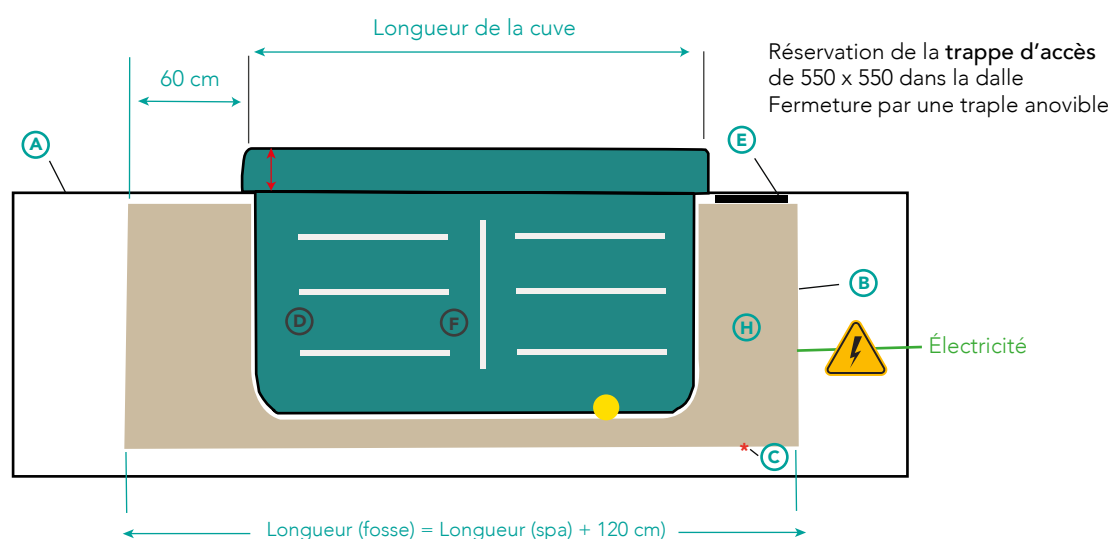 Longueur de la cuve
Réservation de la trappe d'accès
de 550 x 550 dans la dalle
Fermeture par une traple anovible
60 cm
A
E
B
D
F
H
Électricité
* C
Longueur (fosse) = Longueur (spa) + 120 cm)